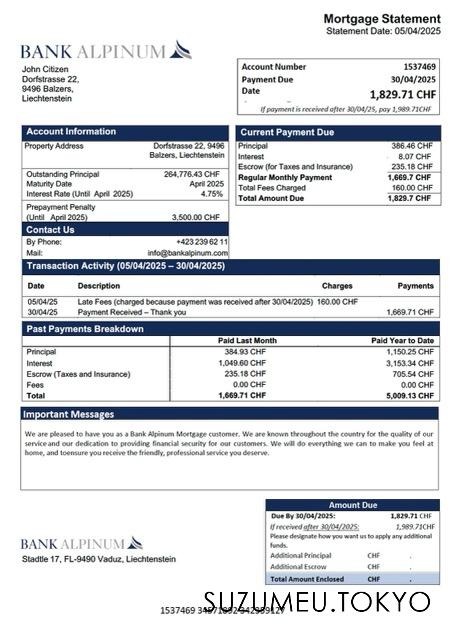 Mortgage Statement
Statement Date: 05/04/2025
BANK ALPINUM
John Citizen
Dorfstrasse 22,
9496 Balzers,
Liechtenstein
Account Number 1537469
Payment Due 30/04/2025
Date 1,829.71 CHF
If payment is received after 30/04/25, pay 1,989.71CHF
Account Information
Property Address Dorfstrasse 22, 9496
Balzers, Liechtenstein
Outstanding Principal 264,776.43 CHF
Maturity Date April 2025
Interest Rate (Until April 2025) 4.75%
Prepayment Penalty
(Until April 2025) 3,500.00 CHF
Current Payment Due
Principal 386.46 CHF
Interest 8.07 CHF
Escrow (for Taxes and Insurance) 235.18 CHF
Regular Monthly Payment 1,669.7 CHF
Total Fees Charged 160.00 CHF
Total Amount Due 1,829.7 CHF
Contact Us
By Phone: +423 239 62 11
Mail: info@bankalpinum.com
Transaction Activity (05/04/2025 – 30/04/2025)
Date Description Charges Payments
05/04/25 Late Fees (charged because payment was received after 30/04/2025) 160.00 CHF
30/04/25 Payment Received – Thank you 1,669.71 CHF
Past Payments Breakdown
Paid Last Month Paid Year to Date
Principal 384.93 CHF 1,150.25 CHF
Interest 1,049.60 CHF 3,153.34 CHF
Escrow (Taxes and Insurance) 235.18 CHF 705.54 CHF
Fees 0.00 CHF 0.00 CHF
Total 1,669.71 CHF 5,009.13 CHF
Important Messages
We are pleased to have you as a Bank Alpinum Mortgage customer. We are known throughout the country for the quality of our
service and our dedication to providing financial security for our customers. We will do everything we can to make you feel at
home, and toensure you receive the friendly, professional service you deserve.
Amount Due
Due By 30/04/2025: 1,829.71 CHF
If received after 30/04/2025: 1,989.71CHF
Please designate how you want us to apply any additional
funds.
Additional Principal CHF .
Additional Escrow CHF .
Total Amount Enclosed CHF .
BANK ALPINUM
Stadtle 17, FL-9490 Vaduz, Liechtenstein
SUZUMEU.TOKYO
1537469